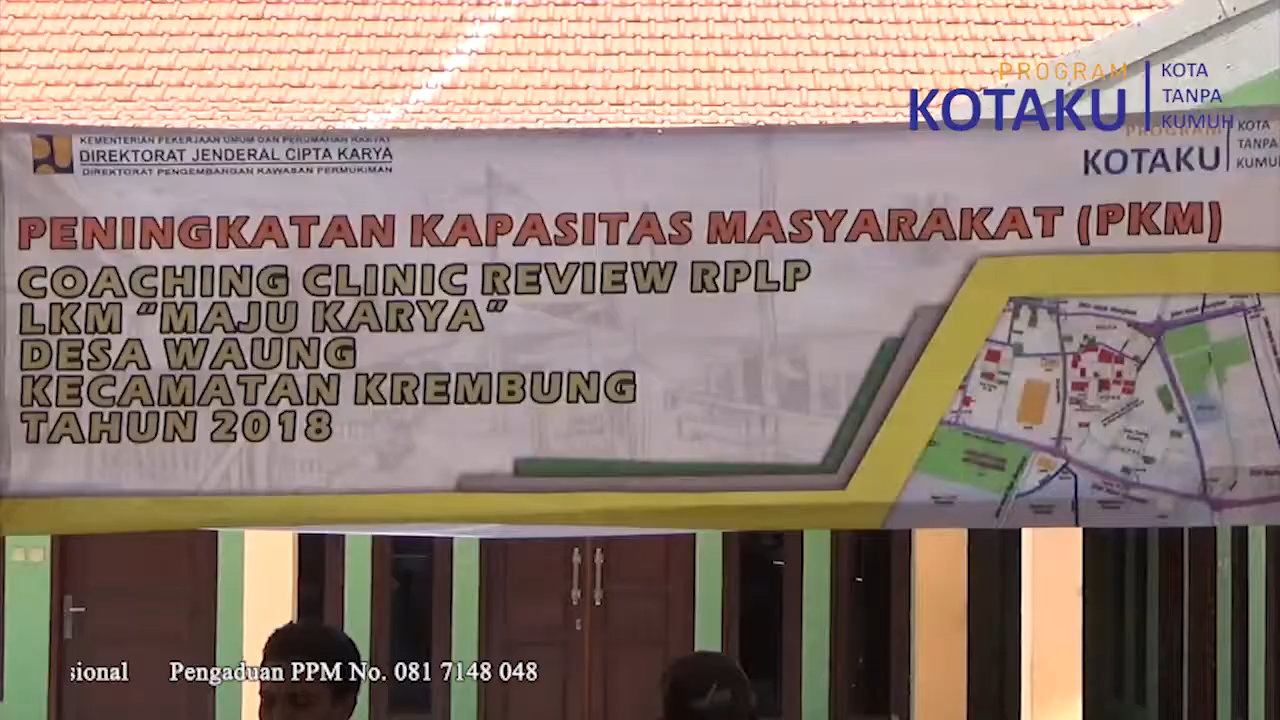 PROGRAM
KOTAKU
KOTA
TANPA
KUMUH
KEMENTERIAN PEKERJAAN UMUM DAN PERUMAHAN RAKYAT
DIREKTORAT JENDERAL CIPTA KARYA
DIREKTORAT PENGEMBANGAN KAWASAN PERMUKIMAN
PROGRAM
KOTAKU
KOTA
TANPA
KUMUH
PENINGKATAN KAPASITAS MASYARAKAT (PKM)
COACHING CLINIC REVIEW RPLP
LKM "MAJU KARYA"
DESA WAUNG
KECAMATAN KREMBUNG
TAHUN 2018
sional Pengaduan PPM No. 081 7148 048